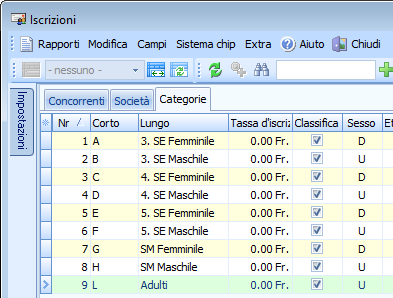 Iscrizioni
Rapporti Modifica Campi Sistema chip Extra Aiuto Chiudi
- nessuno -
Impostazioni
Concorrenti Società Categorie
Nr Corto Lungo Tassa d'iscriz Classifica Sesso Et
1 A 3. SE Femminile 0.00 Fr. D
2 B 3. SE Maschile 0.00 Fr. U
3 C 4. SE Femminile 0.00 Fr. D
4 D 4. SE Maschile 0.00 Fr. U
5 E 5. SE Femminile 0.00 Fr. D
6 F 5. SE Maschile 0.00 Fr. U
7 G SM Femminile 0.00 Fr. D
8 H SM Maschile 0.00 Fr. U
9 L Adulti 0.00 Fr. U